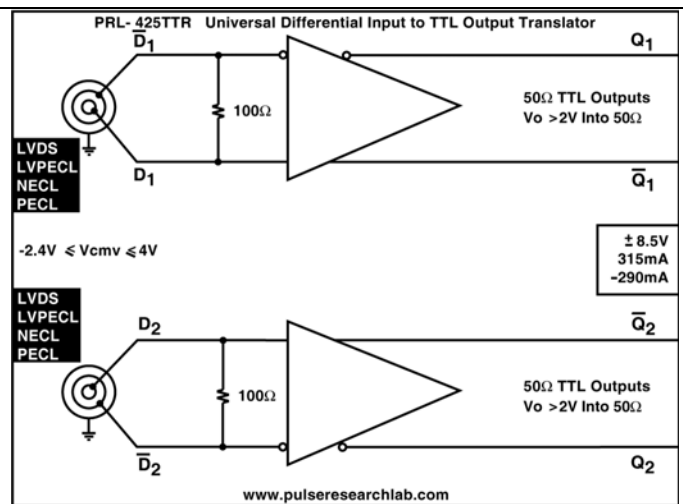 PRL- 425TTR Universal Differential Input to TTL Output Translator
D̅1
Q1
100Ω
50Ω TTL Outputs
Vo >2V Into 50Ω
LVDS
LVPECL
NECL
PECL
D1
Q̅1
-2.4V ⩽ Vcmv ⩽ 4V
± 8.5V
315mA
-290mA
LVDS
LVPECL
NECL
PECL
D2
Q̅2
100Ω
50Ω TTL Outputs
Vo >2V Into 50Ω
D̅2
Q2
www.pulseresearchlab.com